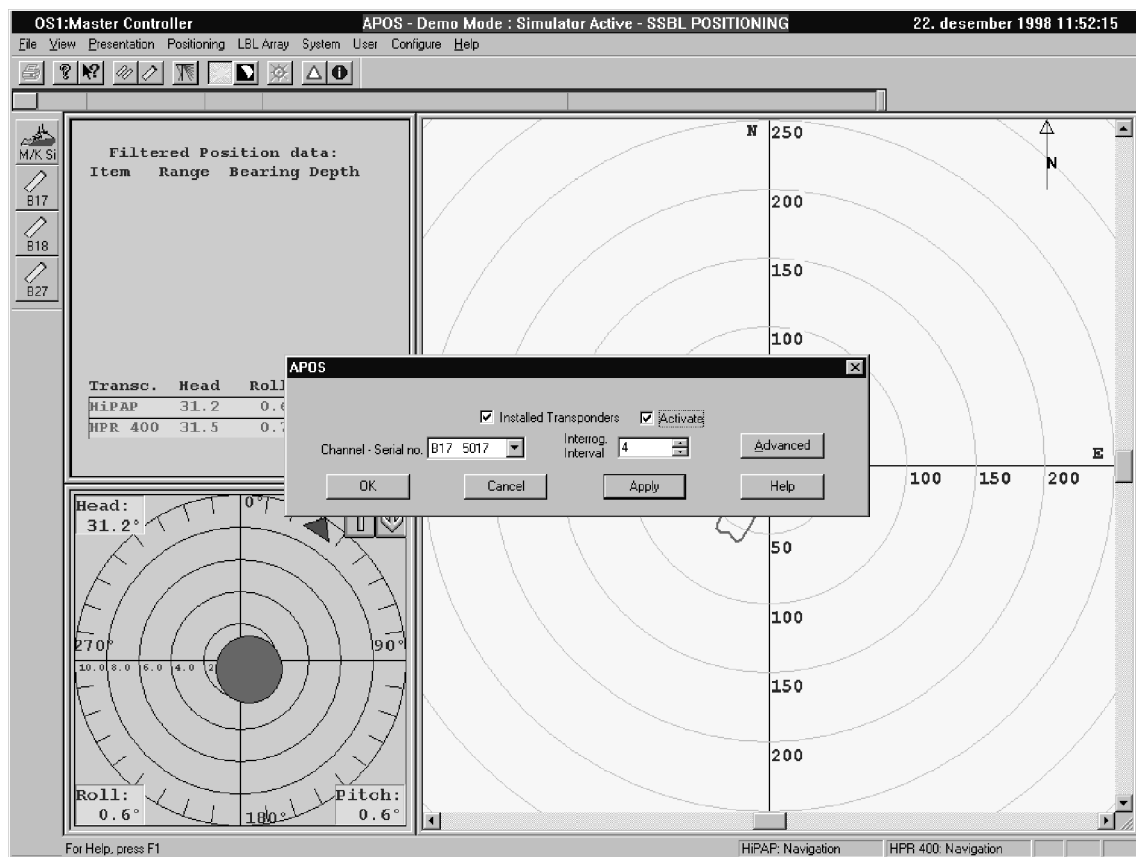 OS1:Master Controller APOS - Demo Mode : Simulator Active - SSBL POSITIONING 22. desember 1998 11:52:15
File View Presentation Positioning LBL Array System User Configure Help
M/K Si
B17
B18
B27
Filtered Position data:
Item Range Bearing Depth
Transc. Head Roll
HiPAP 31.2
HPR 400 31.5
N 250
200
150
100
N
E
100 150 200
50
100
150
200
APOS
Installed Transponders Activate
Channel - Serial no. B17 5017 Interrog. Interval 4 Advanced
OK Cancel Apply Help
Head:
31.2°
0°
270° 90°
10.0 8.0 6.0 4.0 2
180°
Roll:
0.6°
Pitch:
0.6°
For Help, press F1 HiPAP: Navigation HPR 400: Navigation